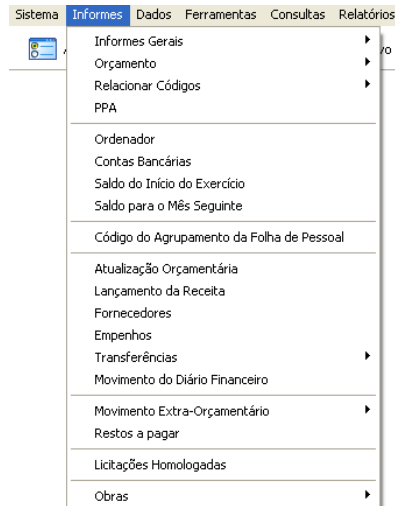 Sistema Informes Dados Ferramentas Consultas Relatórios
Informes Gerais
Orçamento
Relacionar Códigos
PPA
Ordenador
Contas Bancárias
Saldo do Início do Exercício
Saldo para o Mês Seguinte
Código do Agrupamento da Folha de Pessoal
Atualização Orçamentária
Lançamento da Receita
Fornecedores
Empenhos
Transferências
Movimento do Diário Financeiro
Movimento Extra-Orçamentário
Restos a pagar
Licitações Homologadas
Obras